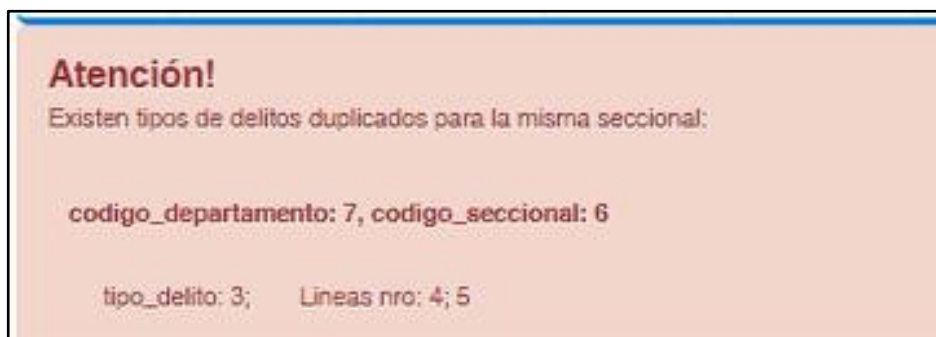 Atención!
Existen tipos de delitos duplicados para la misma seccional:
codigo_departamento: 7, codigo_seccional: 6
tipo_delito: 3; Lineas nro: 4; 5